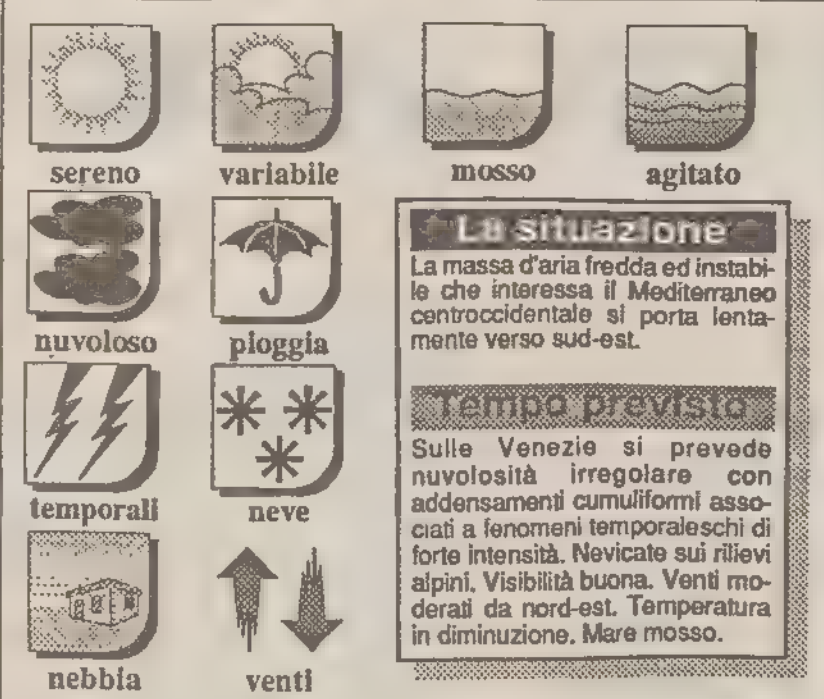 sereno
variabile
mosso
agitato
nuvoloso
pioggia
temporali
neve
nebbia
venti
La situazione
La massa d'aria fredda ed instabi-
le che interessa il Mediterraneo
centroccidentale si porta lenta-
mente verso sud-est.
Tempo previsto
Sulle Venezie si prevede
nuvolosità irregolare con
addensamenti cumuliformi asso-
ciati a fenomeni temporaleschi di
forte intensità. Nevicate sui rilievi
alpini. Visibilità buona. Venti mo-
derati da nord-est. Temperatura
in diminuzione. Mare mosso.